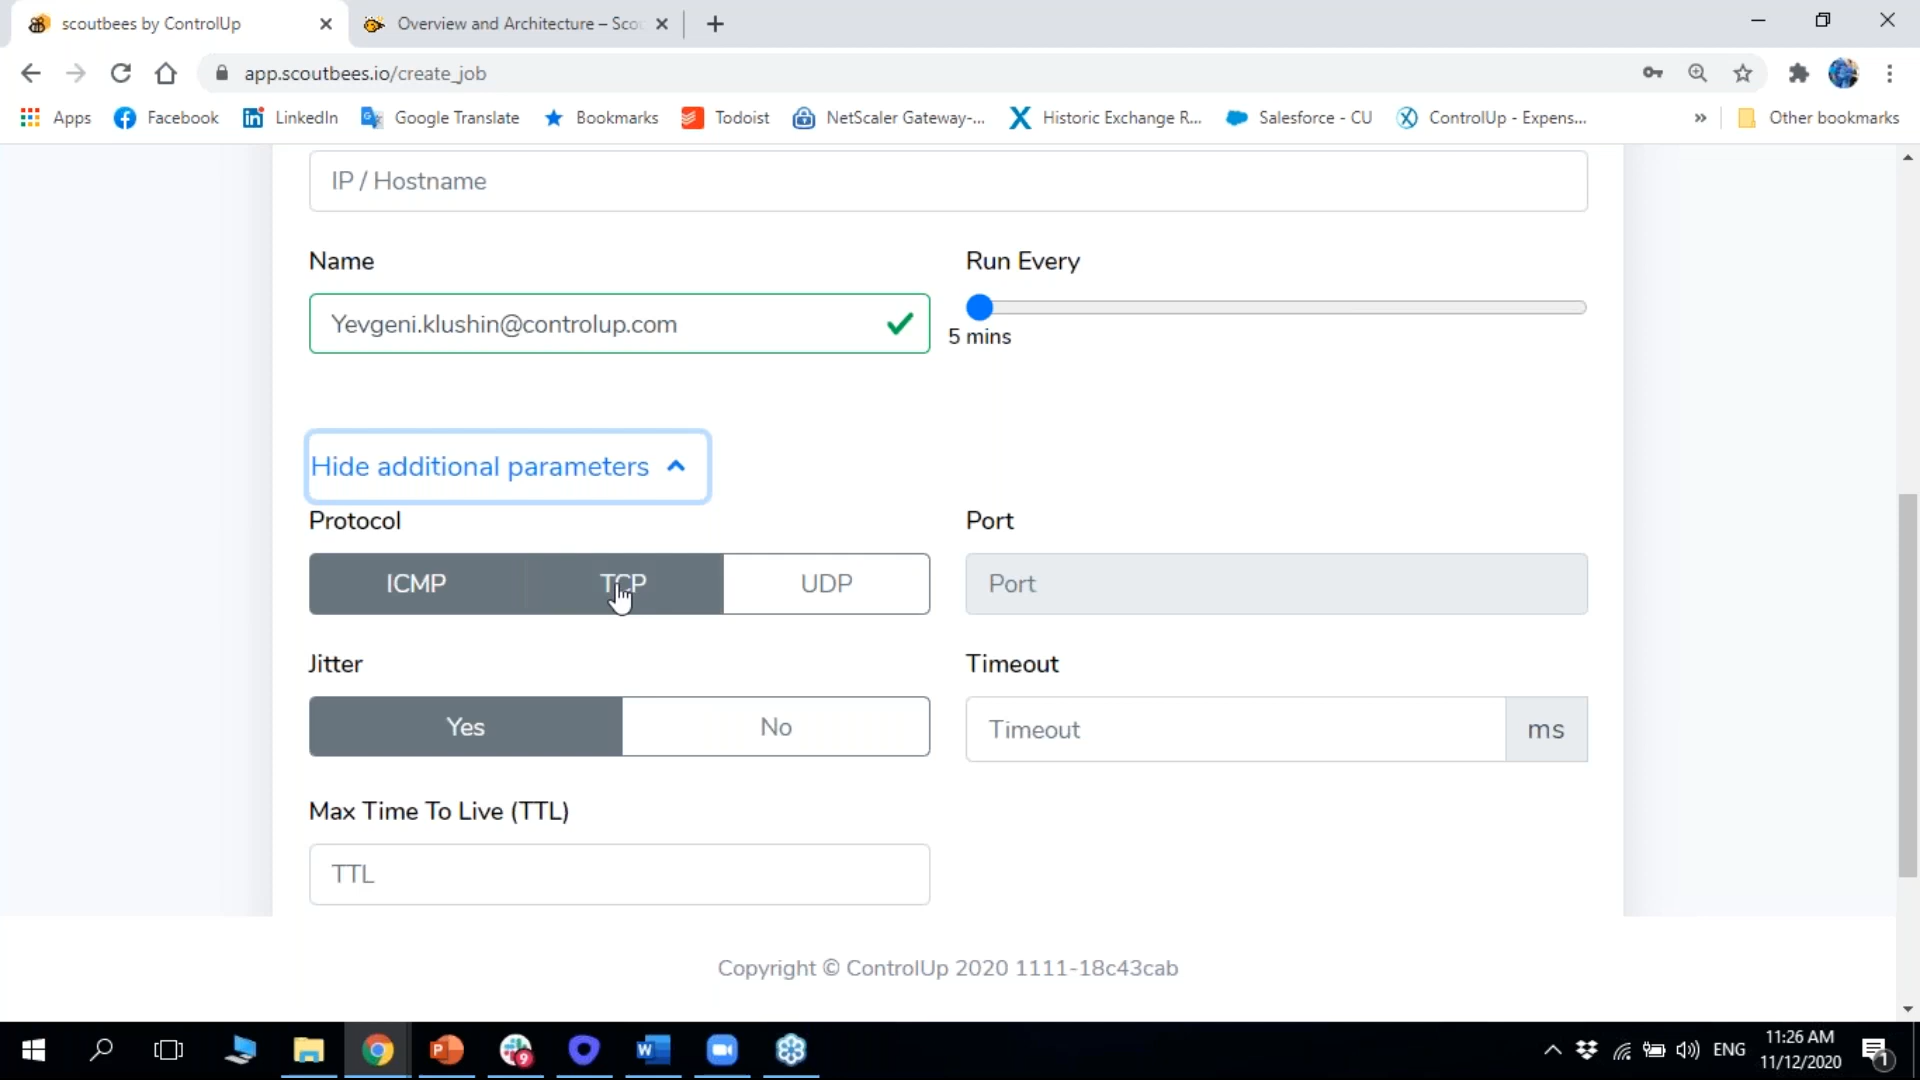 scoutbees by ControlUp
Overview and Architecture – Sco
app.scoutbees.io/create_job
Apps
Facebook
LinkedIn
Google Translate
Bookmarks
Todoist
NetScaler Gateway-...
Historic Exchange R...
Salesforce - CU
ControlUp - Expens...
»
Other bookmarks
IP / Hostname
Name
Run Every
Yevgeni.klushin@controlup.com
5 mins
Hide additional parameters
Protocol
Port
ICMP
TCP
UDP
Port
Jitter
Timeout
Yes
No
Timeout
ms
Max Time To Live (TTL)
TTL
Copyright © ControlUp 2020 1111-18c43cab
9
ENG
11:26 AM
11/12/2020
1